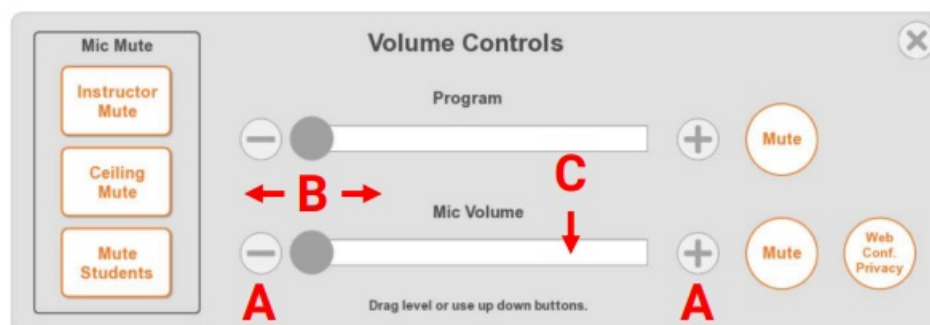 Mic Mute
Volume Controls
Instructor
Mute
Program
Mute
Ceiling
Mute
B
C
Mic Volume
Mute
Students
Mute
Web
Conf.
Privacy
A
A
Drag level or use up down buttons.